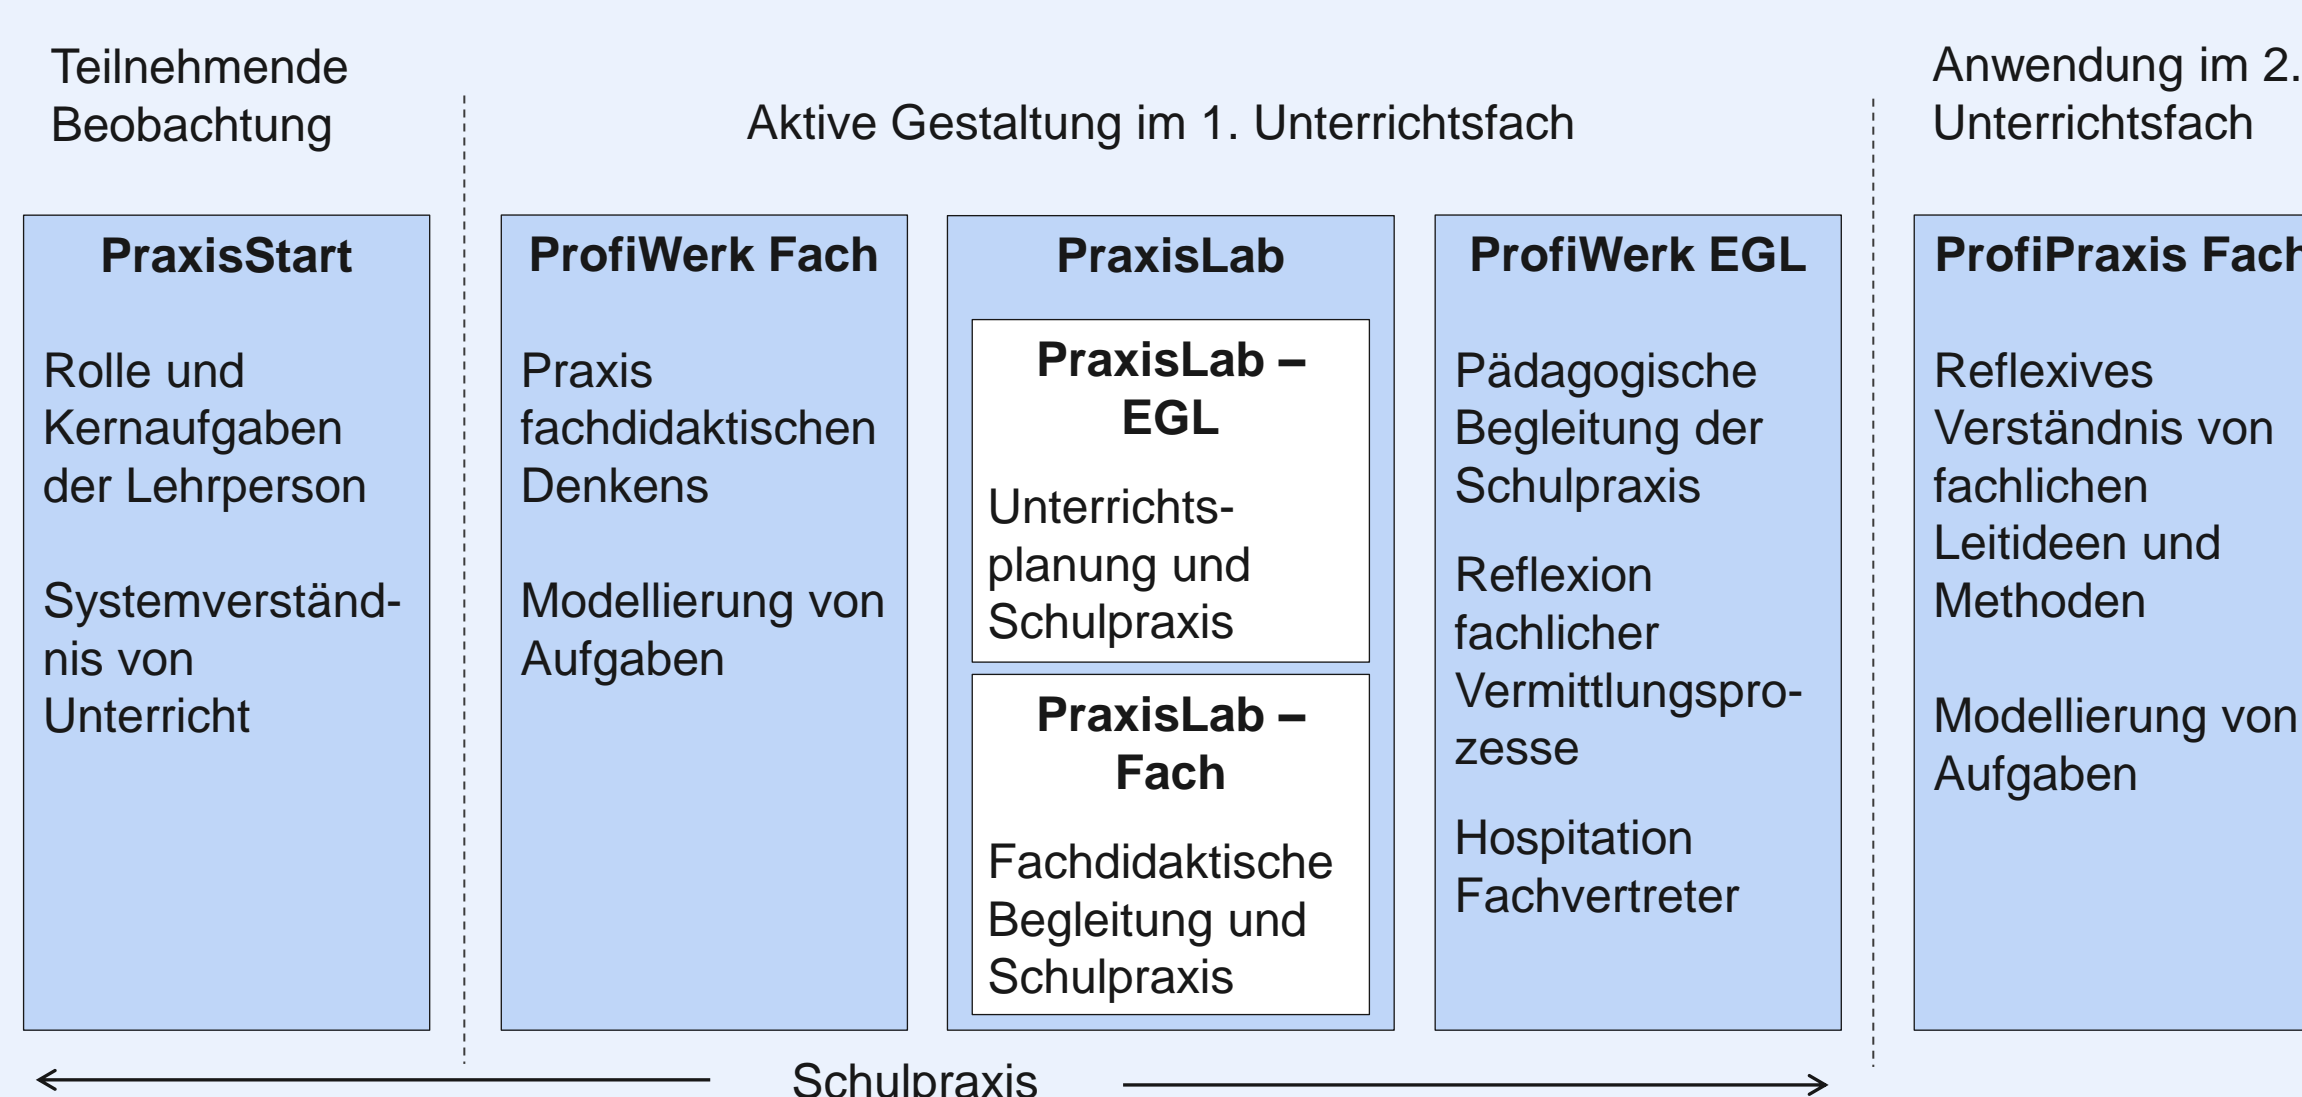 Teilnehmende
Beobachtung
Aktive Gestaltung im 1. Unterrichtsfach
Anwendung im 2.
Unterrichtsfach
PraxisStart
Rolle und
Kernaufgaben
der Lehrperson
Systemverständ-
nis von
Unterricht
ProfiWerk Fach
Praxis
fachdidaktischen
Denkens
Modellierung von
Aufgaben
PraxisLab
PraxisLab –
EGL
Unterrichts-
planung und
Schulpraxis
PraxisLab –
Fach
Fachdidaktische
Begleitung und
Schulpraxis
ProfiWerk EGL
Pädagogische
Begleitung der
Schulpraxis
Reflexion
fachlicher
Vermittlungspro-
zesse
Hospitation
Fachvertreter
ProfiPraxis Fach
Reflexives
Verständnis von
fachlichen
Leitideen und
Methoden
Modellierung von
Aufgaben
Schulpraxis